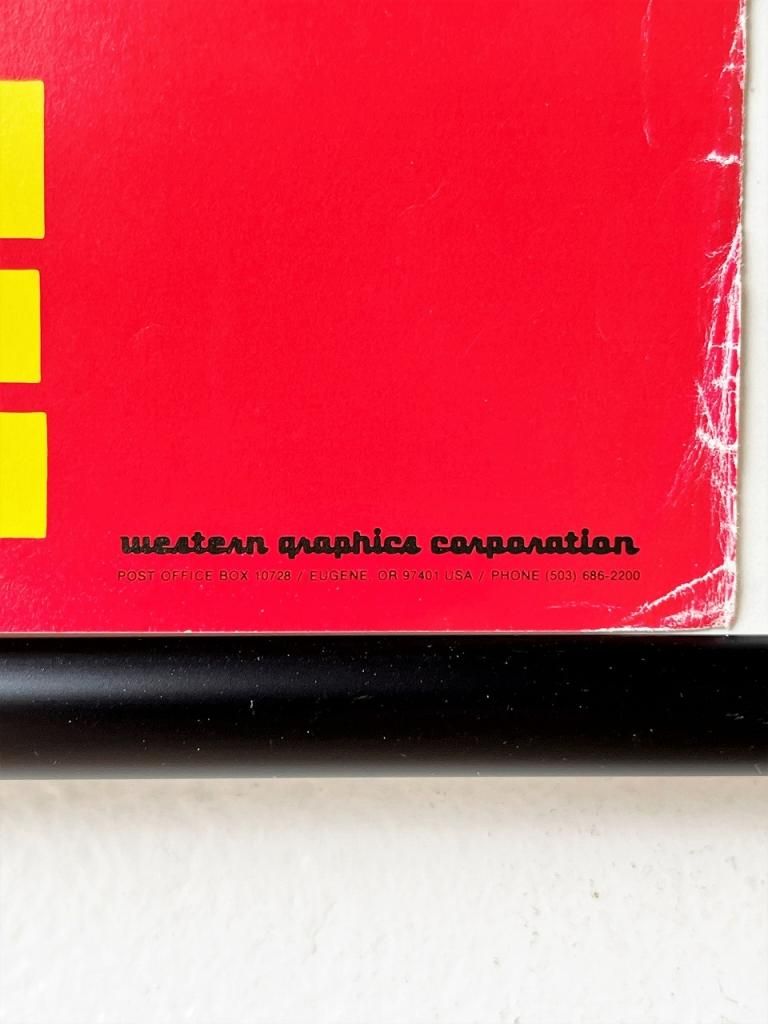 western graphics corporation
POST OFFICE BOX 10728 / EUGENE, OR 97401 USA / PHONE (503) 686-2200